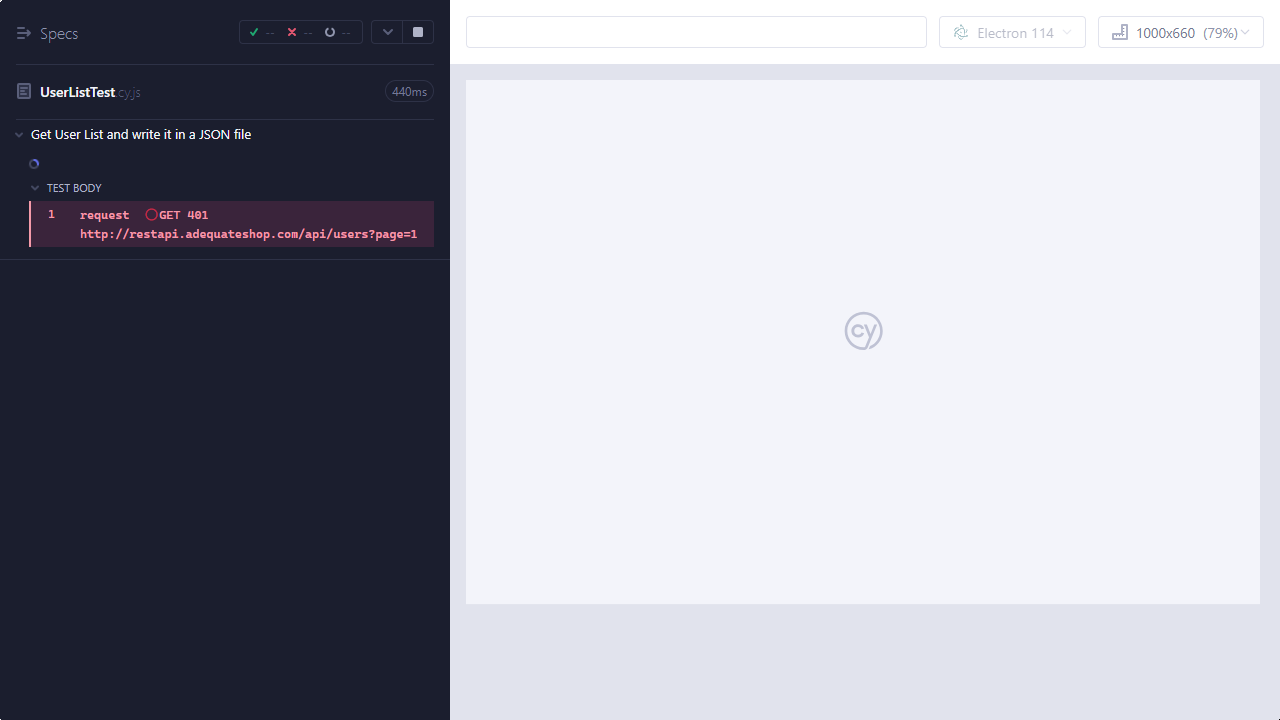 Specs
-- -- --
UserListTest.cy.js
440ms
Get User List and write it in a JSON file
TEST BODY
1 request GET 401
http://restapi.adequateshop.com/api/users?page=1
Electron 114
1000x660 (79%)
cy